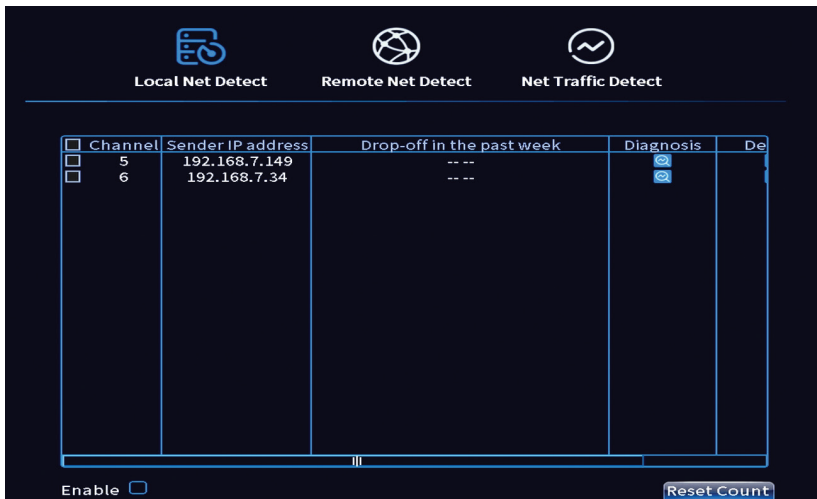 Local Net Detect Remote Net Detect Net Traffic Detect
Channel Sender IP address Drop-off in the past week Diagnosis De
5 192.168.7.149 -- --
6 192.168.7.34 -- --
Enable Reset Count